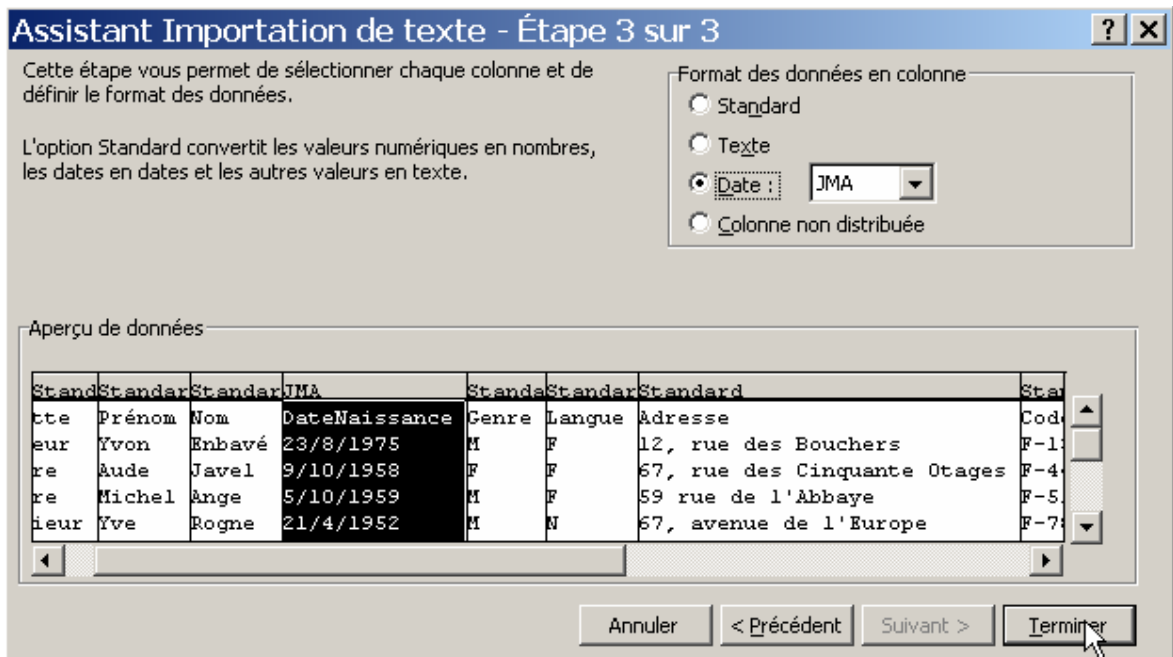 Assistant Importation de texte - Étape 3 sur 3
Cette étape vous permet de sélectionner chaque colonne et de
définir le format des données.
L'option Standard convertit les valeurs numériques en nombres,
les dates en dates et les autres valeurs en texte.
Format des données en colonne
Standard
Texte
Date : JMA
Colonne non distribuée
Aperçu de données
Stand Standar Standar JMA Standa Standar Standard Stan
tte Prénom Nom DateNaissance Genre Langue Adresse Cod
eur Yvon Enbavé 23/8/1975 M F 12, rue des Bouchers F-1
re Aude Javel 9/10/1958 F F 67, rue des Cinquante Otages F-4
re Michel Ange 5/10/1959 M F 59 rue de l'Abbaye F-5
ieur Yve Rogne 21/4/1952 M N 67, avenue de l'Europe F-7
Annuler < Précédent Suivant > Terminer